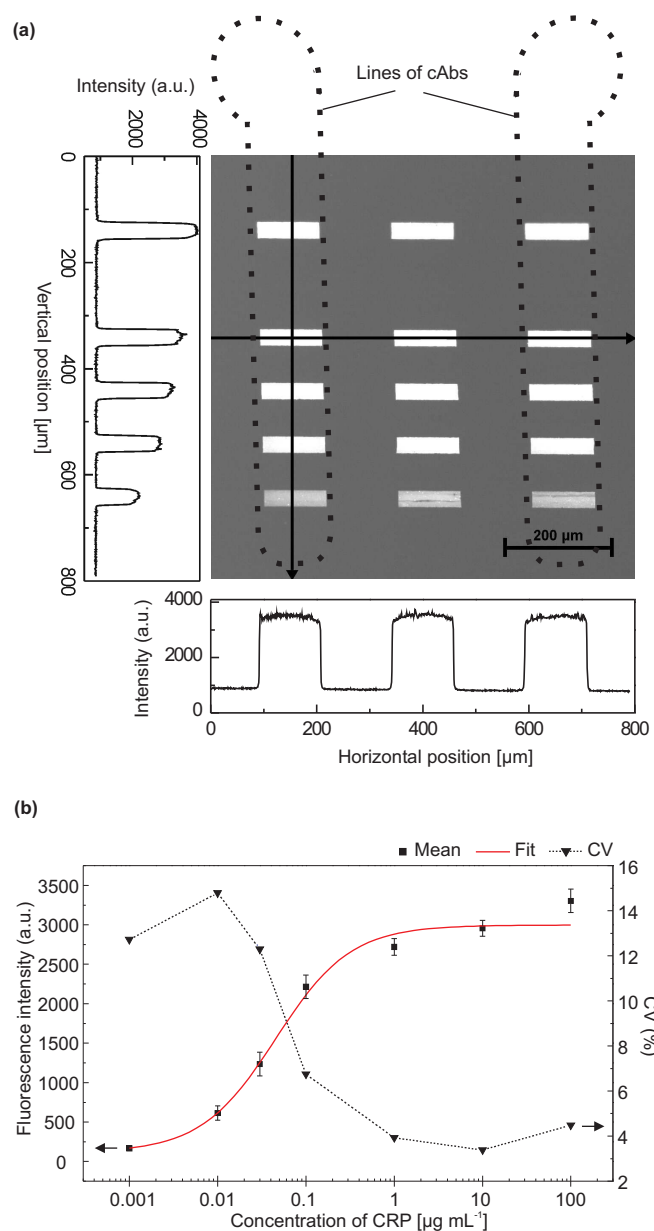 (a)
Lines of cAbs
Intensity (a.u.)
2000
4000
0
200
400
600
800
Vertical position [µm]
200 µm
4000
2000
0
Intensity (a.u.)
0 200 400 600 800
Horizontal position [µm]
(b)
Mean Fit CV
3500
3000
2500
2000
1500
1000
500
0
Fluorescence intensity (a.u.)
16
14
12
10
8
6
4
2
CV (%)
0.001 0.01 0.1 1 10 100
Concentration of CRP [µg mL⁻¹]